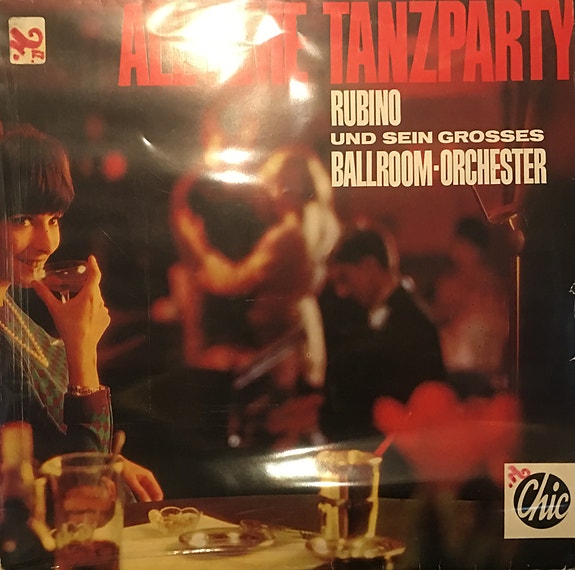 TANZPARTY
RUBINO
UND SEIN GROSSES
BALLROOM-ORCHESTER
Chic